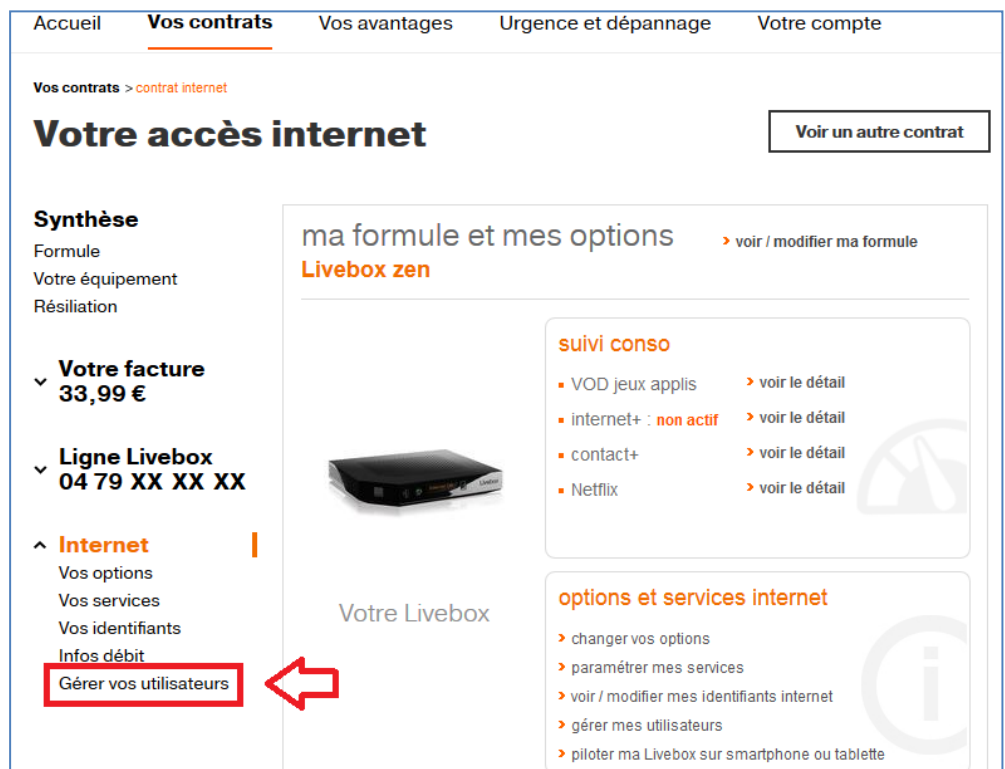 Accueil Vos contrats Vos avantages Urgence et dépannage Votre compte
Vos contrats > contrat internet
Votre accès internet
Voir un autre contrat
Synthèse
Formule
Votre équipement
Résiliation
Votre facture
33,99 €
Ligne Livebox
04 79 XX XX XX
Internet
Vos options
Vos services
Vos identifiants
Infos débit
Gérer vos utilisateurs
ma formule et mes options
voir / modifier ma formule
Livebox zen
Votre Livebox
suivi conso
VOD jeux applis voir le détail
internet+ : non actif voir le détail
contact+ voir le détail
Netflix voir le détail
options et services internet
changer vos options
paramétrer mes services
voir / modifier mes identifiants internet
gérer mes utilisateurs
piloter ma Livebox sur smartphone ou tablette